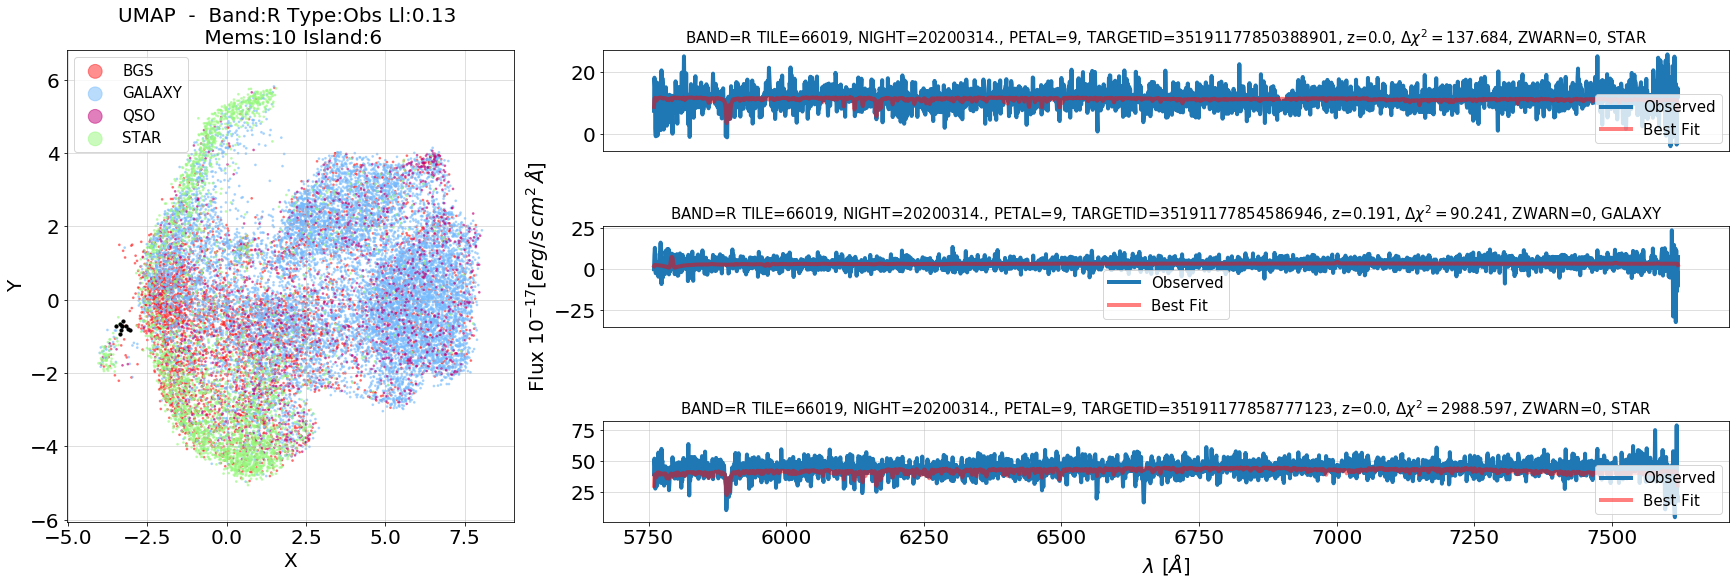 UMAP  -  Band:R Type:Obs Ll:0.13
Mems:10 Island:6
BGS
GALAXY
QSO
STAR
6
4
2
0
−2
−4
−6
Y
−5.0 −2.5 0.0 2.5 5.0 7.5
X
Flux 10⁻¹⁷[erg/s cm² Å]
BAND=R TILE=66019, NIGHT=20200314., PETAL=9, TARGETID=35191177850388901, z=0.0, Δχ² = 137.684, ZWARN=0, STAR
20
0
Observed
Best Fit
BAND=R TILE=66019, NIGHT=20200314., PETAL=9, TARGETID=35191177854586946, z=0.191, Δχ² = 90.241, ZWARN=0, GALAXY
25
0
−25
Observed
Best Fit
BAND=R TILE=66019, NIGHT=20200314., PETAL=9, TARGETID=35191177858777123, z=0.0, Δχ² = 2988.597, ZWARN=0, STAR
75
50
25
Observed
Best Fit
5750 6000 6250 6500 6750 7000 7250 7500
λ [Å]